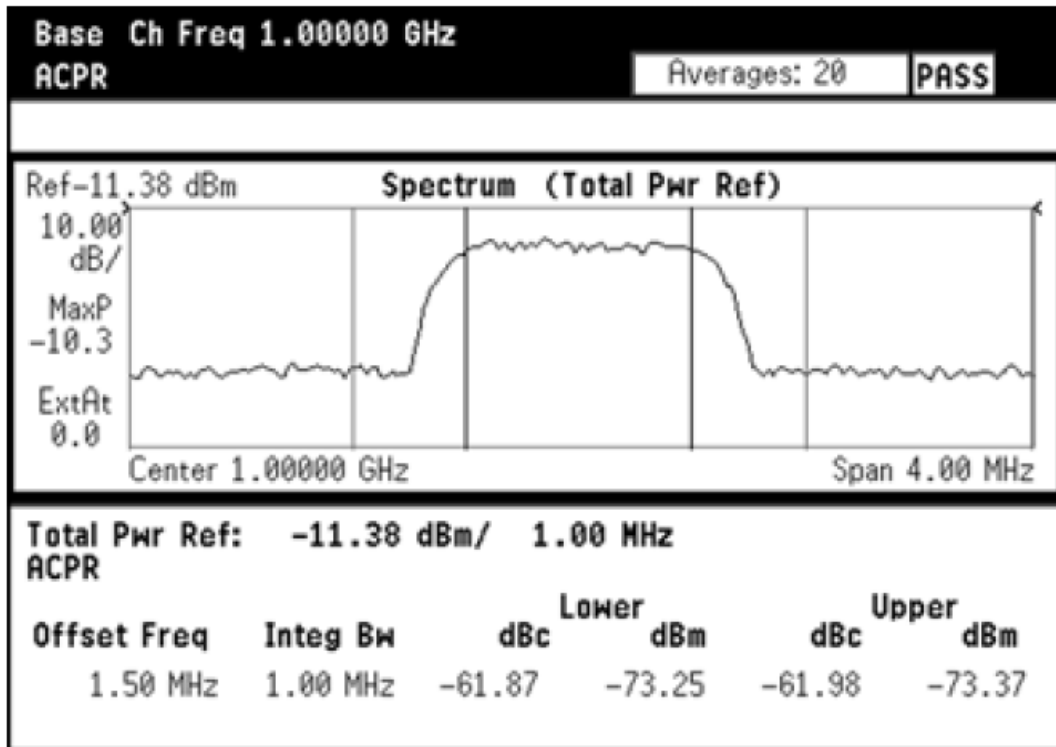 Base Ch Freq 1.00000 GHz
ACPR
Averages: 20 PASS
Ref-11.38 dBm Spectrum (Total Pwr Ref)
10.00
dB/
MaxP
-10.3
ExtAt
0.0
Center 1.00000 GHz Span 4.00 MHz
Total Pwr Ref: -11.38 dBm/ 1.00 MHz
ACPR
Lower Upper
Offset Freq Integ Bw dBc dBm dBc dBm
1.50 MHz 1.00 MHz -61.87 -73.25 -61.98 -73.37